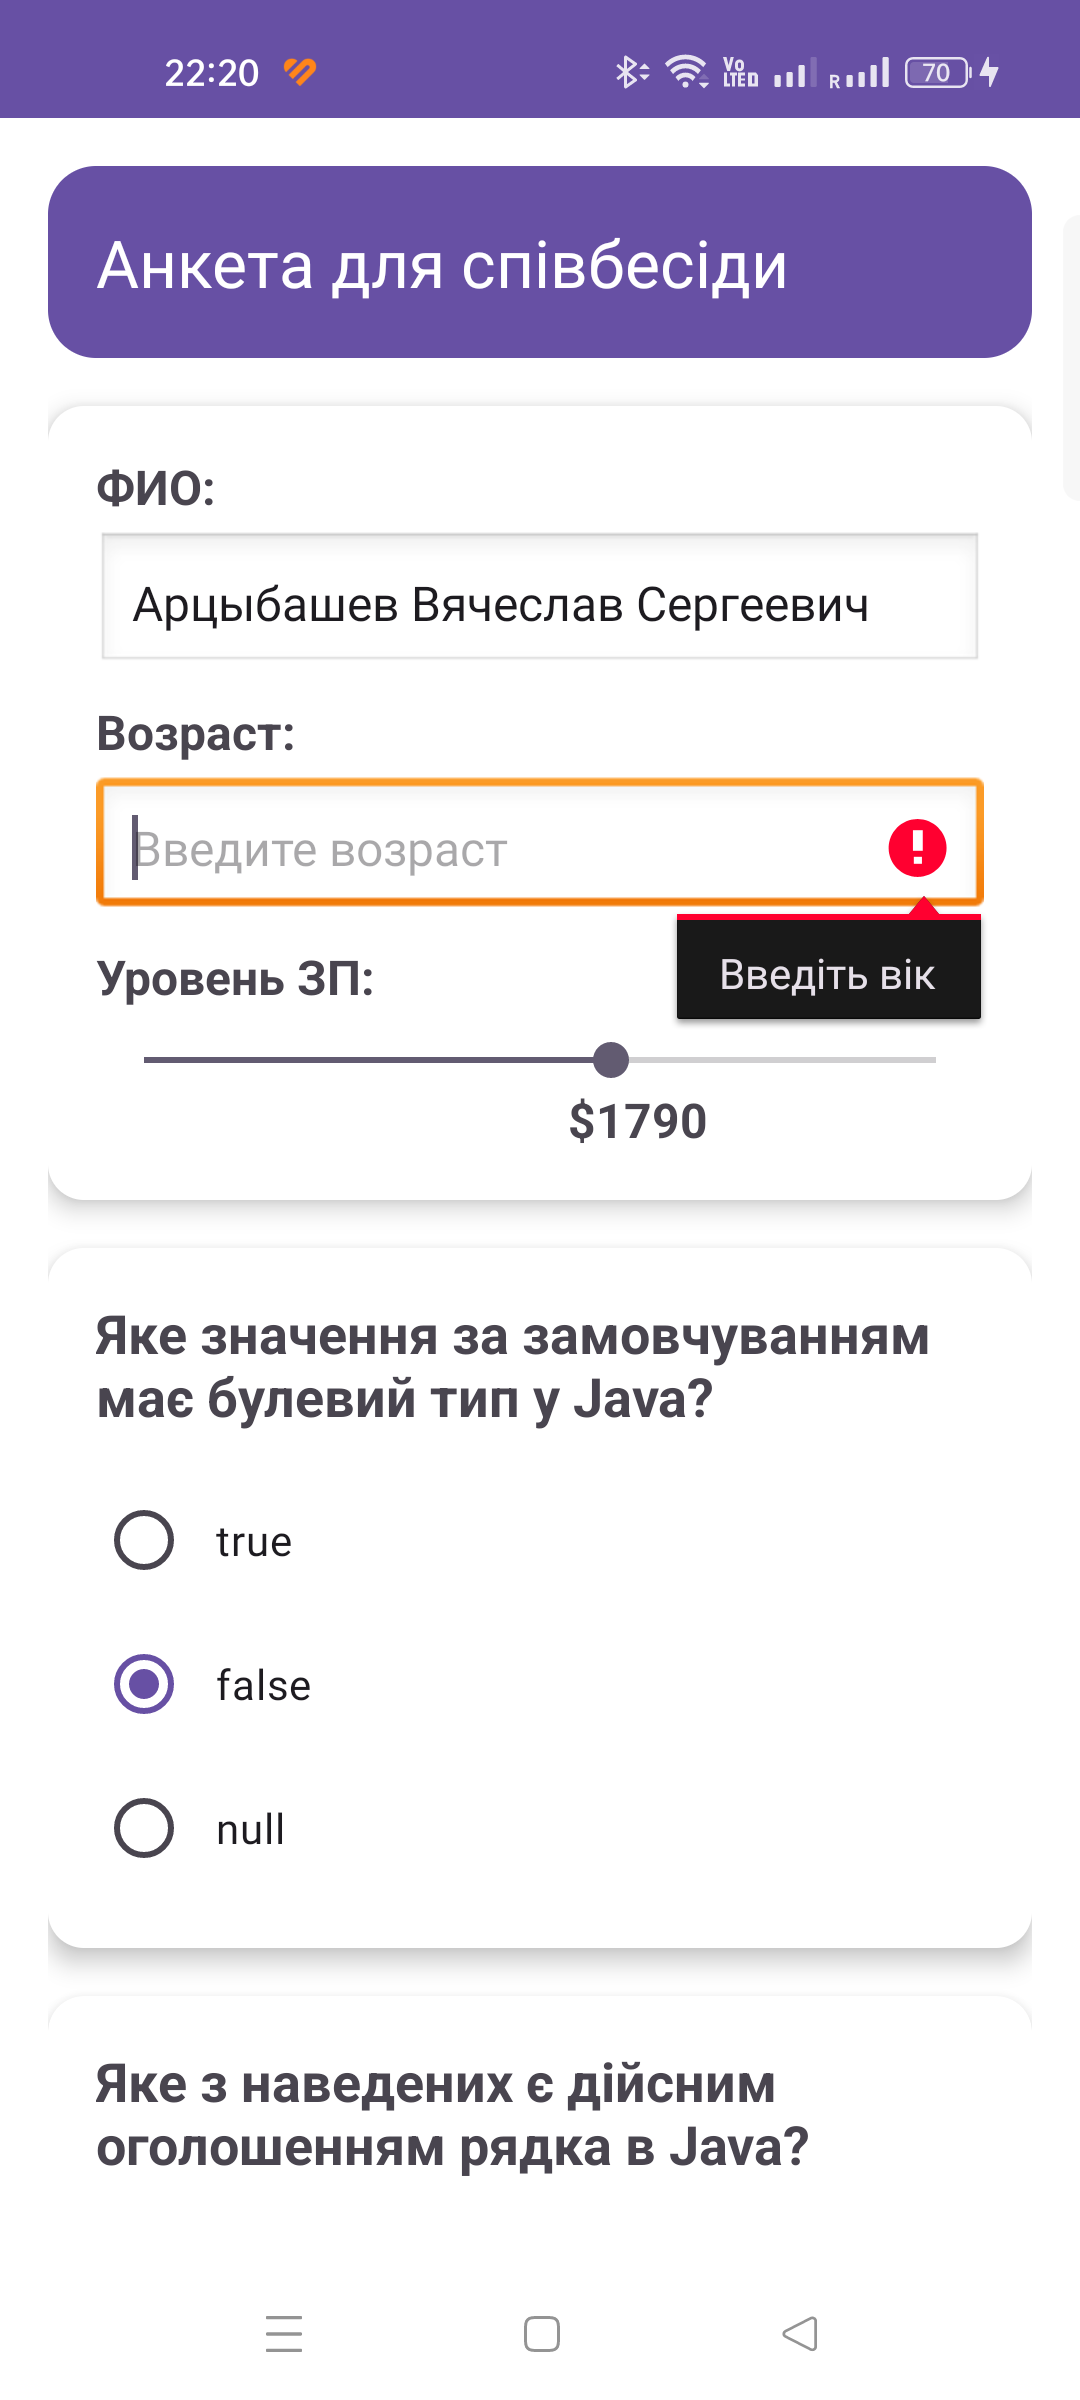 22:20
Vo
LTED
R
70
Анкета для співбесіди
ФИО:
Арцыбашев Вячеслав Сергеевич
Возраст:
Введите возраст
Введіть вік
Уровень ЗП:
$1790
Яке значення за замовчуванням
має булевий тип у Java?
true
false
null
Яке з наведених є дійсним
оголошенням рядка в Java?